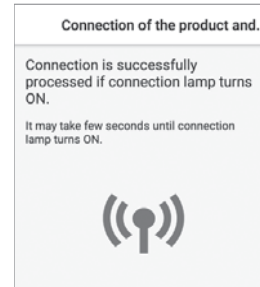 Connection of the product and.
Connection is successfully
processed if connection lamp turns
ON.
It may take few seconds until connection
lamp turns ON.